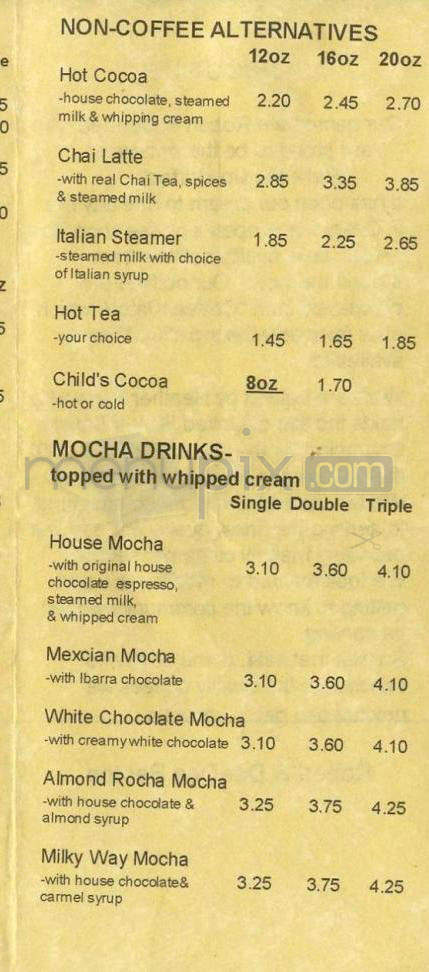 NON-COFFEE ALTERNATIVES
12oz 16oz 20oz
Hot Cocoa
-house chocolate, steamed 2.20 2.45 2.70
milk & whipping cream
Chai Latte
-with real Chai Tea, spices 2.85 3.35 3.85
& steamed milk
Italian Steamer 1.85 2.25 2.65
-steamed milk with choice
of Italian syrup
Hot Tea
-your choice 1.45 1.65 1.85
Child's Cocoa 8oz 1.70
-hot or cold
MOCHA DRINKS-
topped with whipped cream
menupix.com
Single Double Triple
House Mocha
-with original house 3.10 3.60 4.10
chocolate espresso,
steamed milk,
& whipped cream
Mexcian Mocha
-with Ibarra chocolate 3.10 3.60 4.10
White Chocolate Mocha
-with creamy white chocolate 3.10 3.60 4.10
Almond Rocha Mocha
-with house chocolate & 3.25 3.75 4.25
almond syrup
Milky Way Mocha
-with house chocolate& 3.25 3.75 4.25
carmel syrup